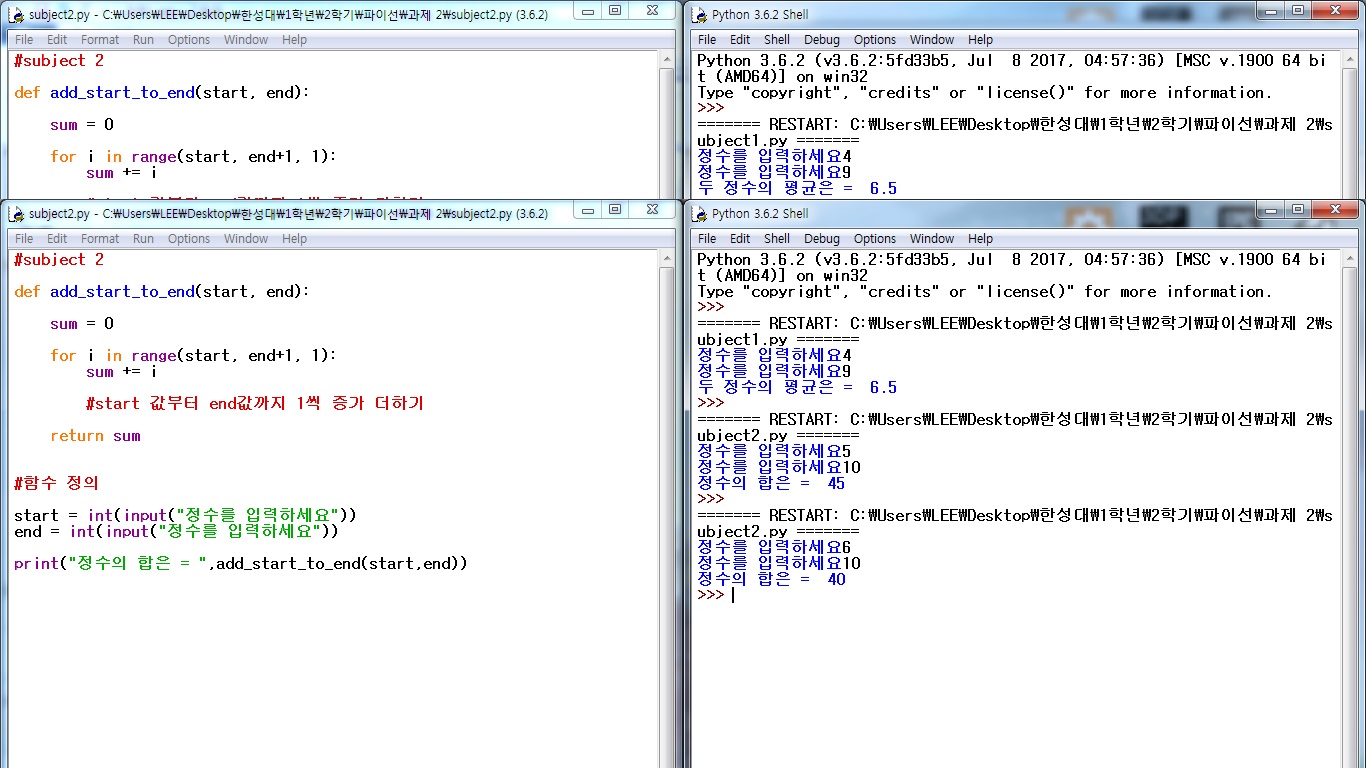 subject2.py - C:₩Users₩LEE₩Desktop₩한성대₩1학년₩2학기₩파이선₩과제 2₩subject2.py (3.6.2)
File Edit Format Run Options Window Help
#subject 2
def add_start_to_end(start, end):
sum = 0
for i in range(start, end+1, 1):
sum += i
Python 3.6.2 Shell
File Edit Shell Debug Options Window Help
Python 3.6.2 (v3.6.2:5fd33b5, Jul 8 2017, 04:57:36) [MSC v.1900 64 bi
t (AMD64)] on win32
Type "copyright", "credits" or "license()" for more information.
>>>
======= RESTART: C:₩Users₩LEE₩Desktop₩한성대₩1학년₩2학기₩파이선₩과제 2₩s
ubject1.py =======
정수를 입력하세요4
정수를 입력하세요9
두 정수의 평균은 = 6.5
subject2.py - C:₩Users₩LEE₩Desktop₩한성대₩1학년₩2학기₩파이선₩과제 2₩subject2.py (3.6.2)
File Edit Format Run Options Window Help
#subject 2
def add_start_to_end(start, end):
sum = 0
for i in range(start, end+1, 1):
sum += i
#start 값부터 end값까지 1씩 증가 더하기
return sum
#함수 정의
start = int(input("정수를 입력하세요"))
end = int(input("정수를 입력하세요"))
print("정수의 합은 = ",add_start_to_end(start,end))
Python 3.6.2 Shell
File Edit Shell Debug Options Window Help
Python 3.6.2 (v3.6.2:5fd33b5, Jul 8 2017, 04:57:36) [MSC v.1900 64 bi
t (AMD64)] on win32
Type "copyright", "credits" or "license()" for more information.
>>>
======= RESTART: C:₩Users₩LEE₩Desktop₩한성대₩1학년₩2학기₩파이선₩과제 2₩s
ubject1.py =======
정수를 입력하세요4
정수를 입력하세요9
두 정수의 평균은 = 6.5
>>>
======= RESTART: C:₩Users₩LEE₩Desktop₩한성대₩1학년₩2학기₩파이선₩과제 2₩s
ubject2.py =======
정수를 입력하세요5
정수를 입력하세요10
정수의 합은 = 45
>>>
======= RESTART: C:₩Users₩LEE₩Desktop₩한성대₩1학년₩2학기₩파이선₩과제 2₩s
ubject2.py =======
정수를 입력하세요6
정수를 입력하세요10
정수의 합은 = 40
>>>